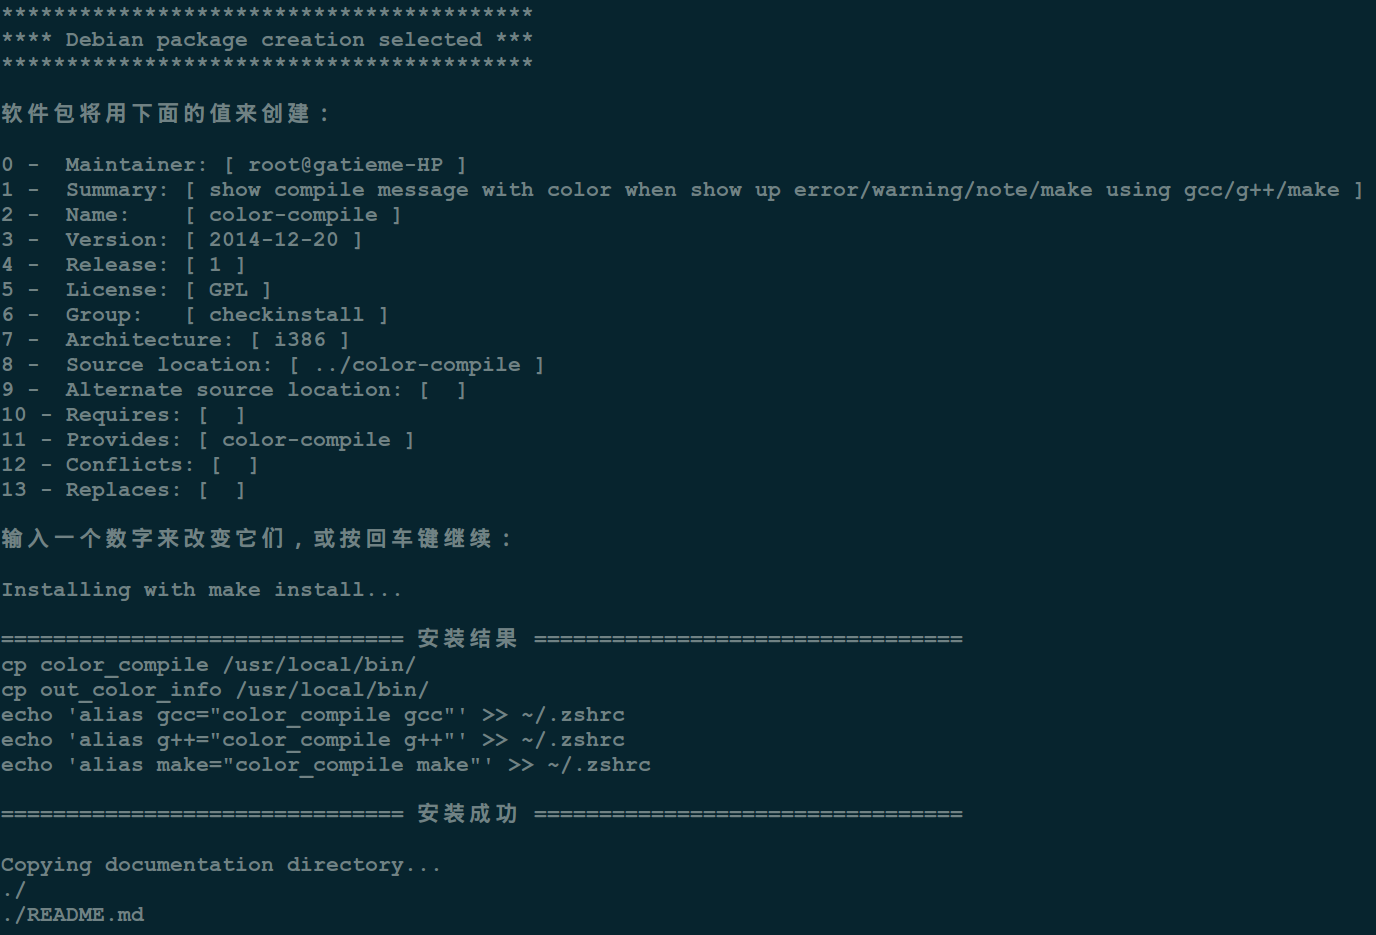 *****************************************
**** Debian package creation selected ***
*****************************************
软件包将用下面的值来创建：
0 -  Maintainer: [ root@gatieme-HP ]
1 -  Summary: [ show compile message with color when show up error/warning/note/make using gcc/g++/make ]
2 -  Name:    [ color-compile ]
3 -  Version: [ 2014-12-20 ]
4 -  Release: [ 1 ]
5 -  License: [ GPL ]
6 -  Group:   [ checkinstall ]
7 -  Architecture: [ i386 ]
8 -  Source location: [ ../color-compile ]
9 -  Alternate source location: [  ]
10 - Requires: [  ]
11 - Provides: [ color-compile ]
12 - Conflicts: [  ]
13 - Replaces: [  ]
输入一个数字来改变它们，或按回车键继续：
Installing with make install...
=============================== 安装结果 =================================
cp color_compile /usr/local/bin/
cp out_color_info /usr/local/bin/
echo 'alias gcc="color_compile gcc"' >> ~/.zshrc
echo 'alias g++="color_compile g++"' >> ~/.zshrc
echo 'alias make="color_compile make"' >> ~/.zshrc
=============================== 安装成功 =================================
Copying documentation directory...
./
./README.md